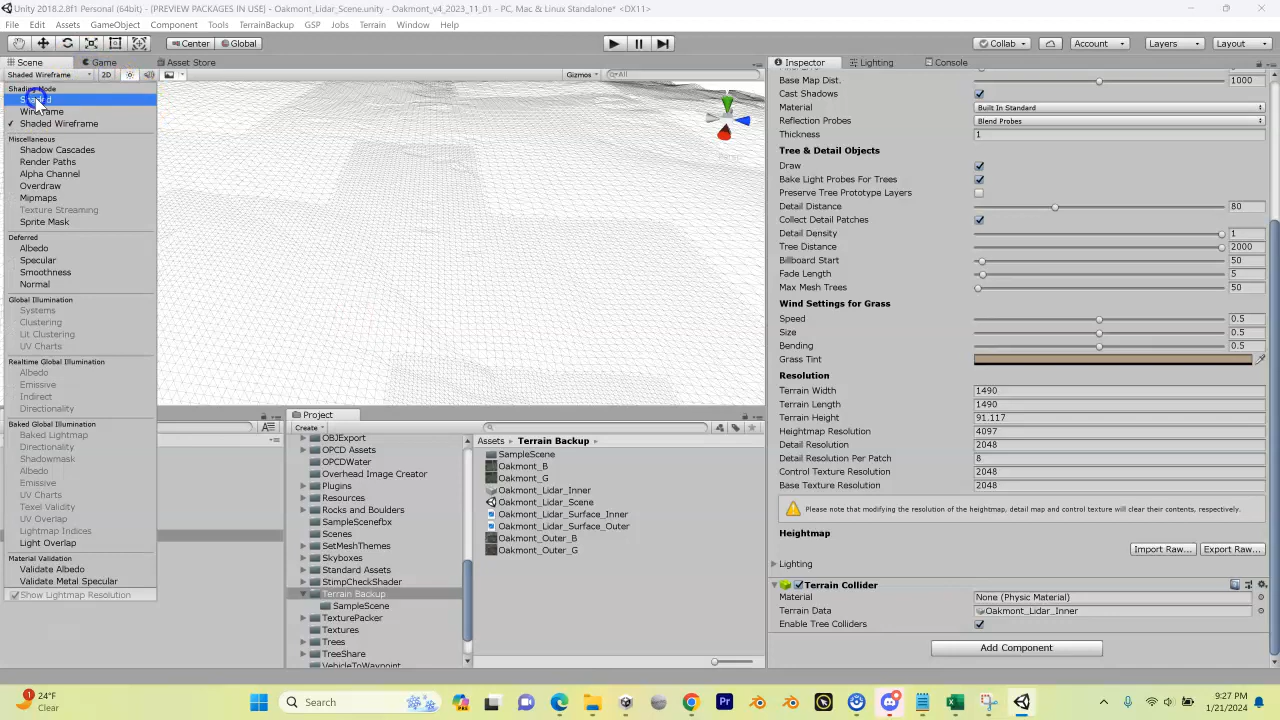 Unity 2018.2.8f1 Personal (64bit) - [PREVIEW PACKAGES IN USE] - Oakmont_Lidar_Scene.unity - Oakmont_v4_2023_11_01 - PC, Mac & Linux Standalone* <DX11>
File Edit Assets GameObject Component Tools TerrainBackup GSP Jobs Terrain Window Help
Center Global Collab Account Layers Layout
Scene Game Asset Store Inspector Lighting Console
Shaded Wireframe 2D Gizmos All
Shading Mode
Shaded
Wireframe
Shaded Wireframe
Miscellaneous
Shadow Cascades
Render Paths
Alpha Channel
Overdraw
Mipmaps
Texture Streaming
Sprite Mask
Deferred
Albedo
Specular
Smoothness
Normal
Global Illumination
Systems
Clustering
Lit Clustering
UV Charts
Realtime Global Illumination
Albedo
Emissive
Indirect
Directionality
Baked Global Illumination
Baked Lightmap
Directionality
Shadowmask
Albedo
Emissive
UV Charts
Texel Validity
UV Overlap
Lightmap Indices
Light Overlap
Material Validation
Validate Albedo
Validate Metal Specular
Show Lightmap Resolution
Project
Create
OBJExport
OPCD Assets
OPCDWater
Overhead Image Creator
Plugins
Resources
Rocks and Boulders
SampleScenefbx
Scenes
SetMeshThemes
Skyboxes
Standard Assets
StimpCheckShader
Terrain Backup
SampleScene
TexturePacker
Textures
Trees
TreeShare
VehicleToWaypoint
Assets Terrain Backup
SampleScene
Oakmont_B
Oakmont_G
Oakmont_Lidar_Inner
Oakmont_Lidar_Scene
Oakmont_Lidar_Surface_Inner
Oakmont_Lidar_Surface_Outer
Oakmont_Outer_B
Oakmont_Outer_G
Base Map Dist. 1000
Cast Shadows
Material Built In Standard
Reflection Probes Blend Probes
Thickness 1
Tree & Detail Objects
Draw
Bake Light Probes For Trees
Preserve Tree Prototype Layers
Detail Distance 80
Collect Detail Patches
Detail Density 1
Tree Distance 2000
Billboard Start 50
Fade Length 5
Max Mesh Trees 50
Wind Settings for Grass
Speed 0.5
Size 0.5
Bending 0.5
Grass Tint
Resolution
Terrain Width 1490
Terrain Length 1490
Terrain Height 91.117
Heightmap Resolution 4097
Detail Resolution 2048
Detail Resolution Per Patch 8
Control Texture Resolution 2048
Base Texture Resolution 2048
Please note that modifying the resolution of the heightmap, detail map and control texture will clear their contents, respectively.
Heightmap
Import Raw... Export Raw...
Lighting
Terrain Collider
Material None (Physic Material)
Terrain Data Oakmont_Lidar_Inner
Enable Tree Colliders
Add Component
24°F
Clear
Search
9:27 PM
1/21/2024